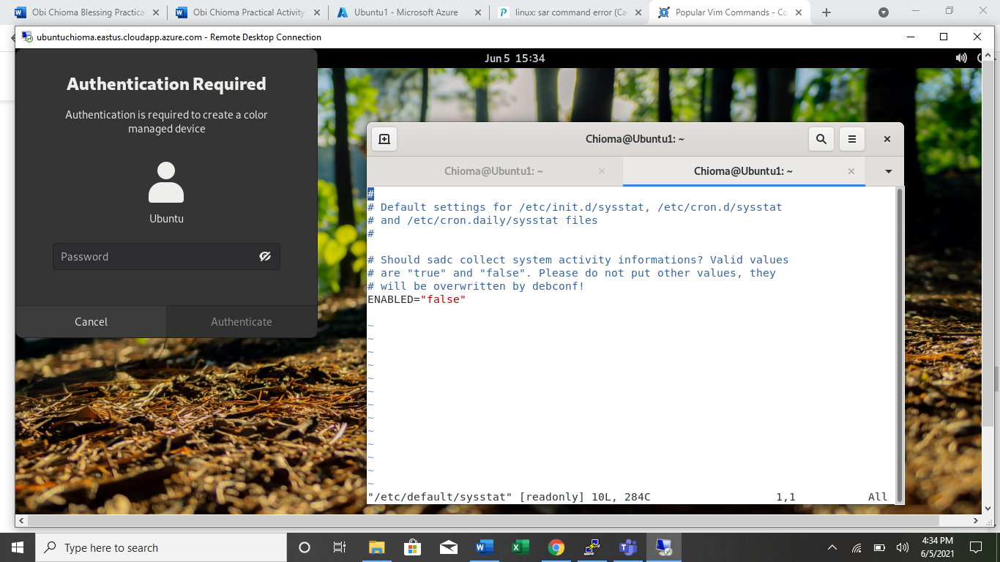 Obi Chioma Blessing Practical
Obi Chioma Practical Activity
Ubuntu1 - Microsoft Azure
linux: sar command error (Ca
Popular Vim Commands - Co
ubuntuchioma.eastus.cloudapp.azure.com - Remote Desktop Connection
Jun 5 15:34
Authentication Required
Authentication is required to create a color
managed device
Ubuntu
Password
Cancel
Authenticate
Chioma@Ubuntu1: ~
Chioma@Ubuntu1: ~
Chioma@Ubuntu1: ~
#
# Default settings for /etc/init.d/sysstat, /etc/cron.d/sysstat
# and /etc/cron.daily/sysstat files
#
# Should sadc collect system activity informations? Valid values
# are "true" and "false". Please do not put other values, they
# will be overwritten by debconf!
ENABLED="false"
~
~
~
~
~
~
~
~
~
~
~
~
~
"/etc/default/sysstat" [readonly] 10L, 284C 1,1 All
Type here to search
4:34 PM
6/5/2021